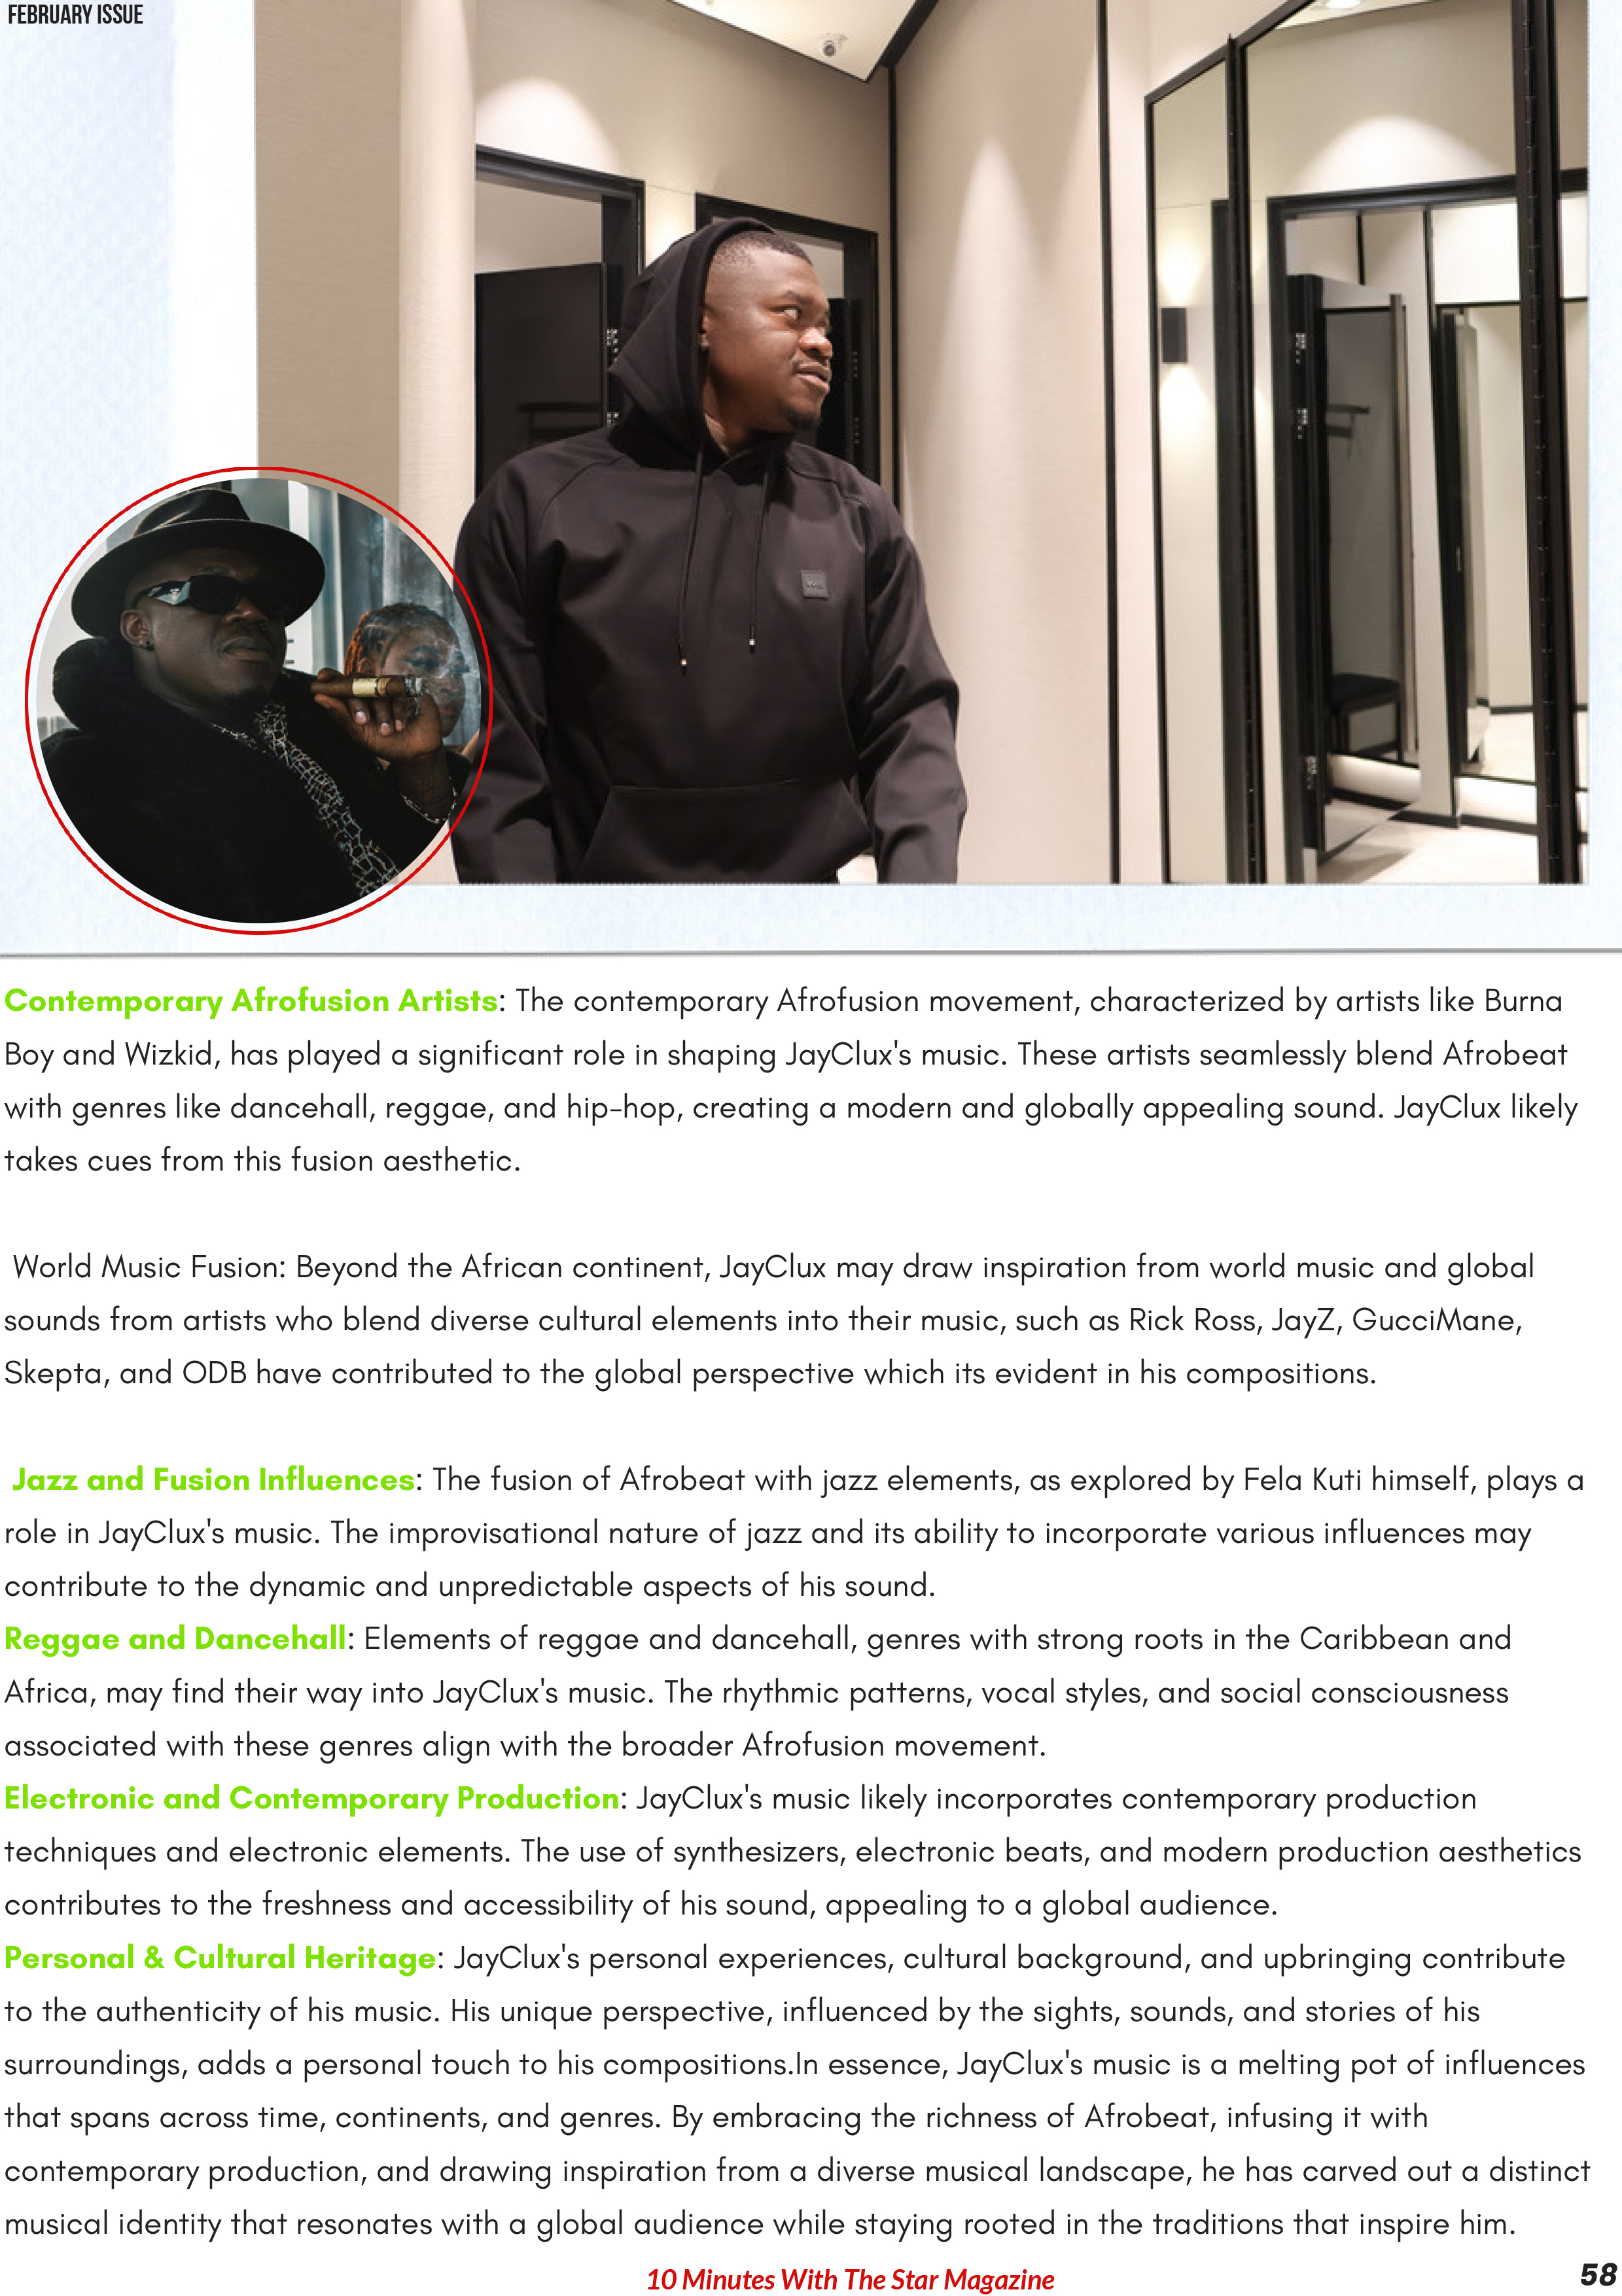 FEBRUARY ISSUE
Contemporary Afrofusion Artists: The contemporary Afrofusion movement, characterized by artists like Burna
Boy and Wizkid, has played a significant role in shaping JayClux's music. These artists seamlessly blend Afrobeat
with genres like dancehall, reggae, and hip-hop, creating a modern and globally appealing sound. JayClux likely
takes cues from this fusion aesthetic.
World Music Fusion: Beyond the African continent, JayClux may draw inspiration from world music and global
sounds from artists who blend diverse cultural elements into their music, such as Rick Ross, JayZ, GucciMane,
Skepta, and ODB have contributed to the global perspective which its evident in his compositions.
Jazz and Fusion Influences: The fusion of Afrobeat with jazz elements, as explored by Fela Kuti himself, plays a
role in JayClux's music. The improvisational nature of jazz and its ability to incorporate various influences may
contribute to the dynamic and unpredictable aspects of his sound.
Reggae and Dancehall: Elements of reggae and dancehall, genres with strong roots in the Caribbean and
Africa, may find their way into JayClux's music. The rhythmic patterns, vocal styles, and social consciousness
associated with these genres align with the broader Afrofusion movement.
Electronic and Contemporary Production: JayClux's music likely incorporates contemporary production
techniques and electronic elements. The use of synthesizers, electronic beats, and modern production aesthetics
contributes to the freshness and accessibility of his sound, appealing to a global audience.
Personal & Cultural Heritage: JayClux's personal experiences, cultural background, and upbringing contribute
to the authenticity of his music. His unique perspective, influenced by the sights, sounds, and stories of his
surroundings, adds a personal touch to his compositions.In essence, JayClux's music is a melting pot of influences
that spans across time, continents, and genres. By embracing the richness of Afrobeat, infusing it with
contemporary production, and drawing inspiration from a diverse musical landscape, he has carved out a distinct
musical identity that resonates with a global audience while staying rooted in the traditions that inspire him.
10 Minutes With The Star Magazine
58